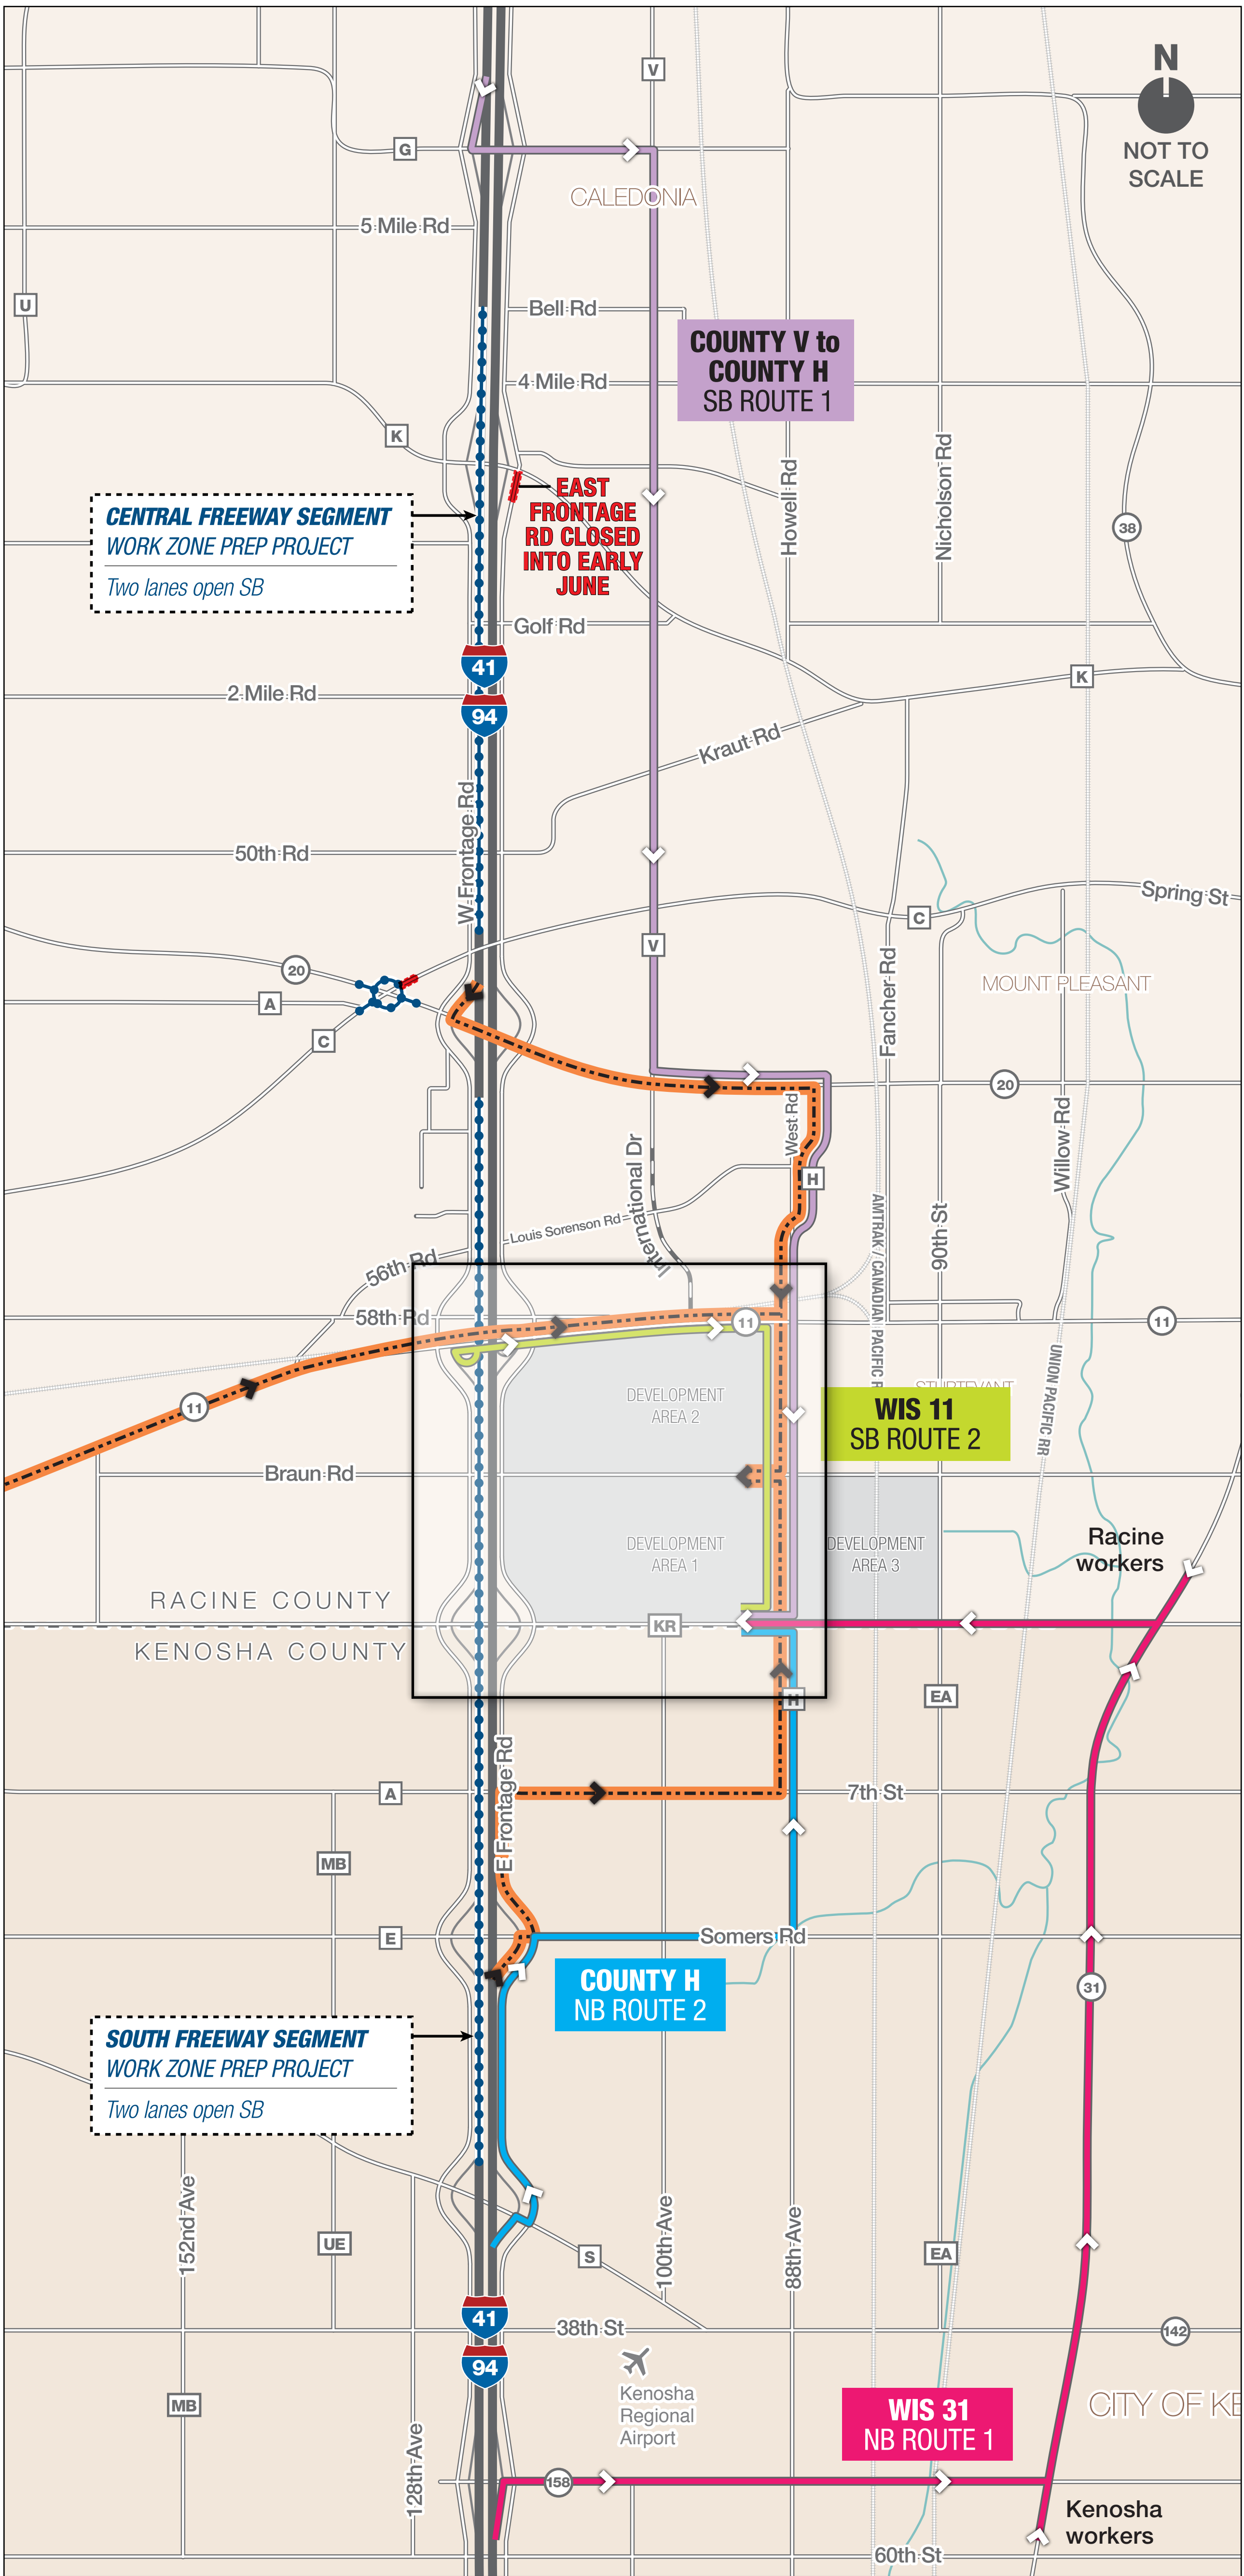 N
NOT TO
SCALE
V
G
CALEDONIA
5 Mile Rd
U
Bell Rd
COUNTY V to
COUNTY H
SB ROUTE 1
4 Mile Rd
K
Howell Rd
Nicholson Rd
EAST
FRONTAGE
RD CLOSED
INTO EARLY
JUNE
CENTRAL FREEWAY SEGMENT
WORK ZONE PREP PROJECT
Two lanes open SB
38
Golf Rd
41
K
2 Mile Rd
94
Kraut Rd
W Frontage Rd
50th Rd
Spring St
C
V
20
MOUNT PLEASANT
A
Fancher Rd
C
20
West Rd
Willow Rd
International Dr
H
AMTRAK / CANADIAN PACIFIC R
90th St
Louis Sorenson Rd
56th Rd
58th Rd
11
11
UNION PACIFIC RR
DEVELOPMENT
AREA 2
STURTEVANT
WIS 11
SB ROUTE 2
11
Braun Rd
Racine
workers
DEVELOPMENT
AREA 1
DEVELOPMENT
AREA 3
RACINE COUNTY
KR
KENOSHA COUNTY
H
EA
E Frontage Rd
A
7th St
MB
E
Somers Rd
COUNTY H
NB ROUTE 2
31
SOUTH FREEWAY SEGMENT
WORK ZONE PREP PROJECT
Two lanes open SB
152nd Ave
UE
100th Ave
88th Ave
S
EA
41
38th St
142
94
Kenosha
Regional
Airport
MB
WIS 31
NB ROUTE 1
CITY OF KE
128th Ave
158
Kenosha
workers
60th St